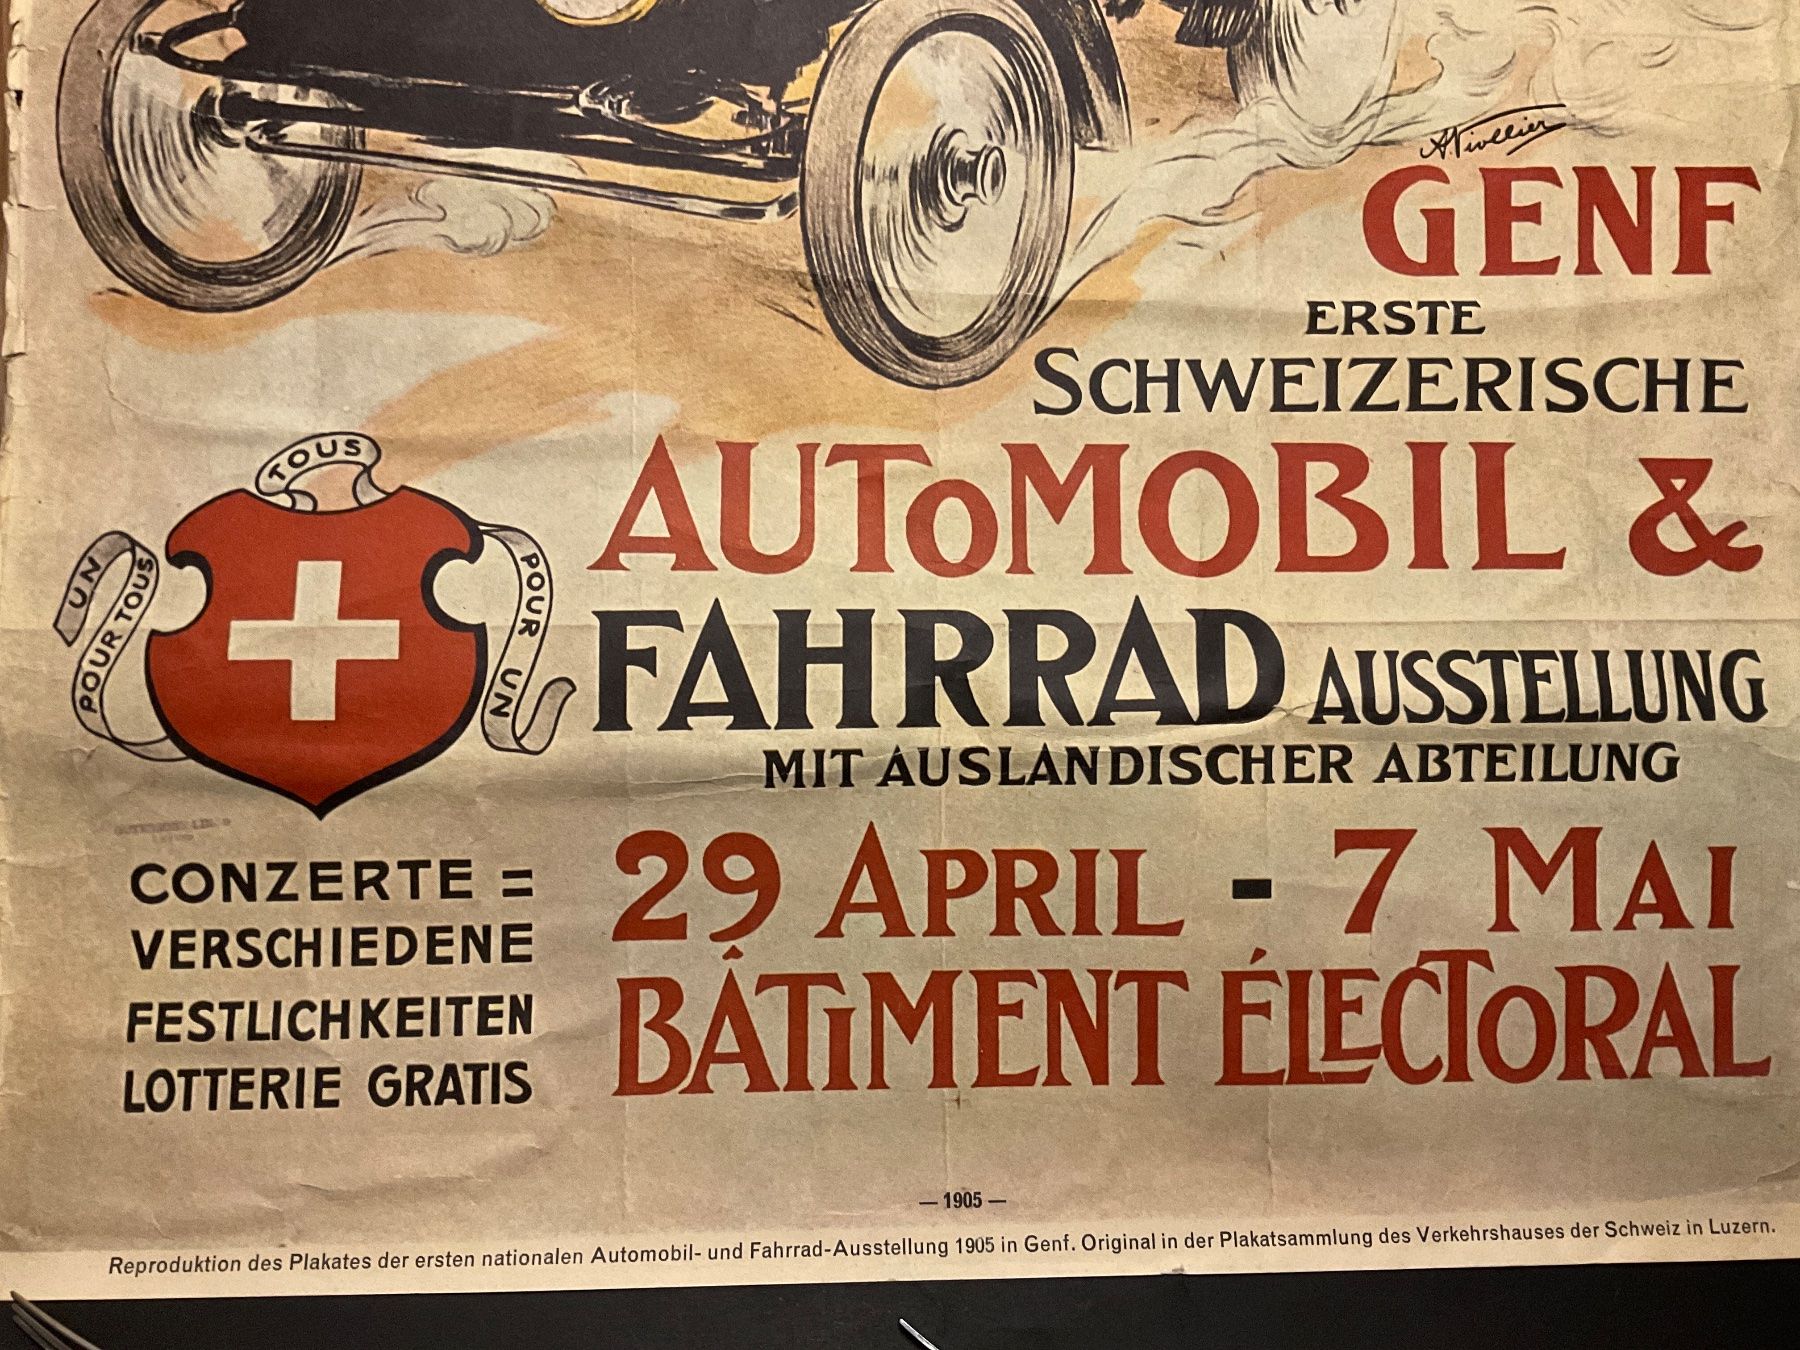 A. Viollier
GENF
ERSTE
SCHWEIZERISCHE
AUTOMOBIL &
FAHRRAD AUSSTELLUNG
MIT AUSLANDISCHER ABTEILUNG
29 APRIL - 7 MAI
BÂTIMENT ÉLECTORAL
UN
POUR TOUS
TOUS
POUR UN
CONZERTE =
VERSCHIEDENE
FESTLICHKEITEN
LOTTERIE GRATIS
— 1905 —
Reproduktion des Plakates der ersten nationalen Automobil- und Fahrrad-Ausstellung 1905 in Genf. Original in der Plakatsammlung des Verkehrshauses der Schweiz in Luzern.